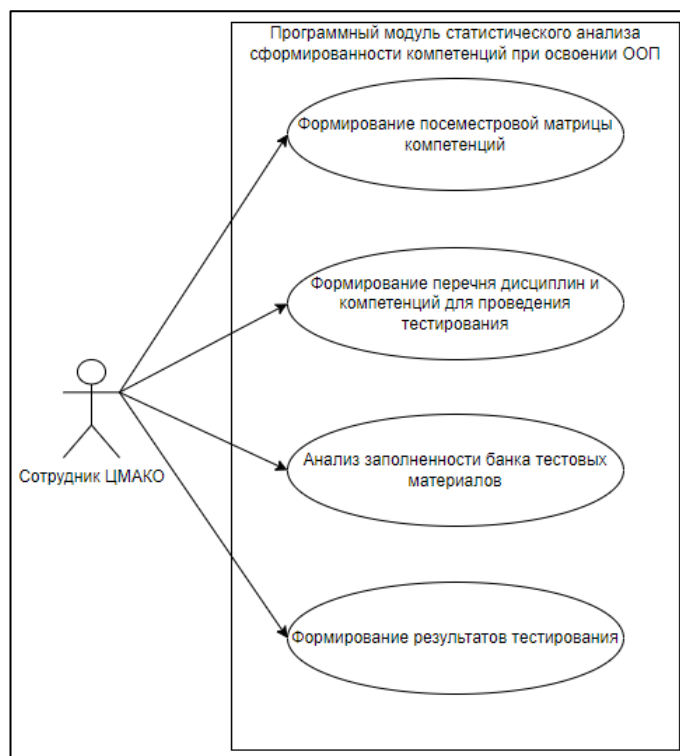 Программный модуль статистического анализа
сформированности компетенций при освоении ООП
Формирование посеместровой матрицы
компетенций
Формирование перечня дисциплин и
компетенций для проведения
тестирования
Сотрудник ЦМАКО
Анализ заполненности банка тестовых
материалов
Формирование результатов тестирования